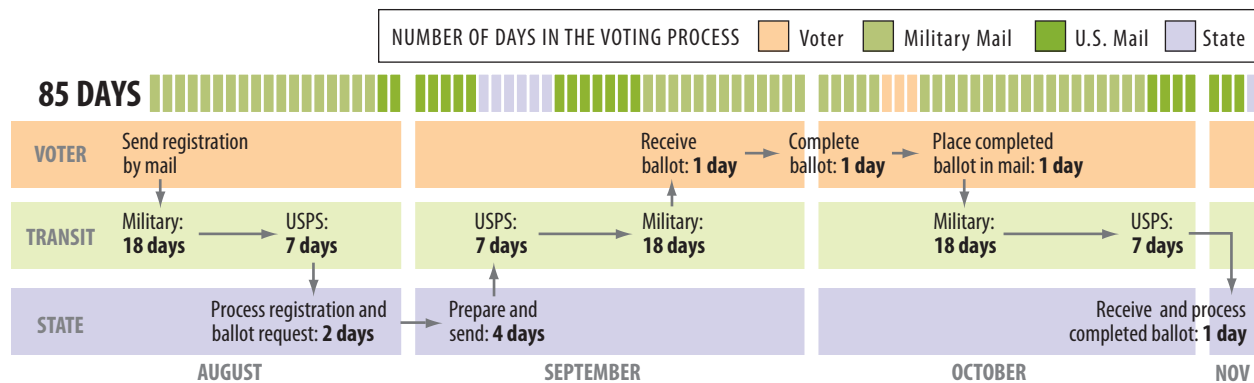 NUMBER OF DAYS IN THE VOTING PROCESS Voter Military Mail U.S. Mail State
85 DAYS
VOTER
Send registration
by mail
Receive
ballot: 1 day
Complete
ballot: 1 day
Place completed
ballot in mail: 1 day
TRANSIT
Military:
18 days
USPS:
7 days
USPS:
7 days
Military:
18 days
Military:
18 days
USPS:
7 days
STATE
Process registration and
ballot request: 2 days
Prepare and
send: 4 days
Receive and process
completed ballot: 1 day
AUGUST
SEPTEMBER
OCTOBER
NOV